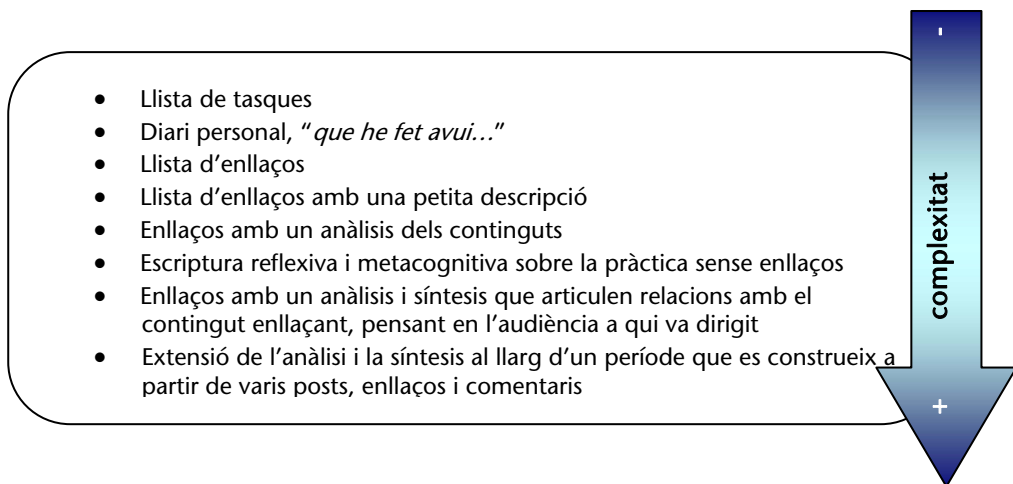 -
• Llista de tasques
• Diari personal, “que he fet avui…”
• Llista d’enllaços
• Llista d’enllaços amb una petita descripció
• Enllaços amb un anàlisis dels continguts
• Escriptura reflexiva i metacognitiva sobre la pràctica sense enllaços
• Enllaços amb un anàlisi i síntesis que articulen relacions amb el
contingut enllaçant, pensant en l’audiència a qui va dirigit
• Extensió de l’anàlisi i la síntesis al llarg d’un període que es construeix a
partir de varis posts, enllaços i comentaris
complexitat
+